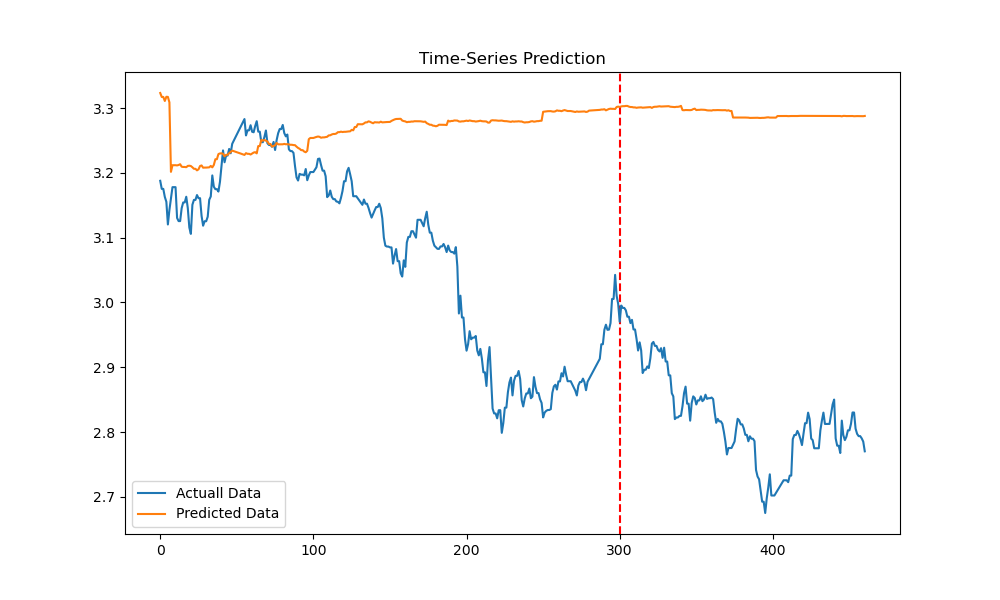 Time-Series Prediction
3.3
3.2
3.1
3.0
2.9
2.8
2.7
Actuall Data
Predicted Data
0 100 200 300 400